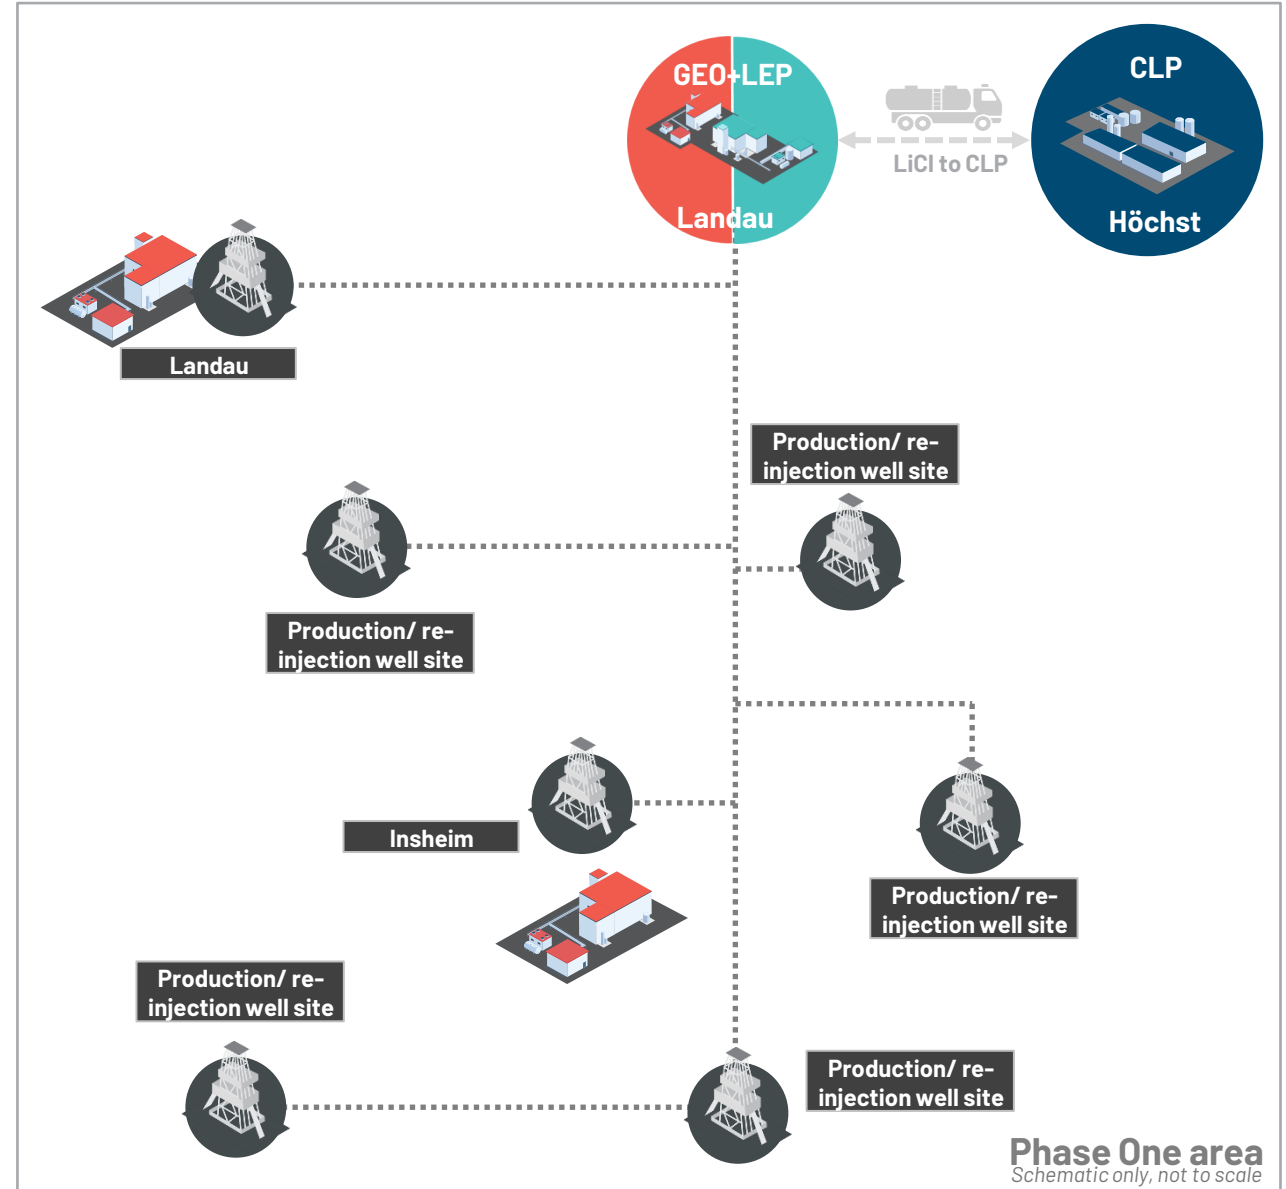 GEO+LEP
Landau
LiCl to CLP
CLP
Höchst
Landau
Production/ re-
injection well site
Production/ re-
injection well site
Insheim
Production/ re-
injection well site
Production/ re-
injection well site
Production/ re-
injection well site
Phase One area
Schematic only, not to scale